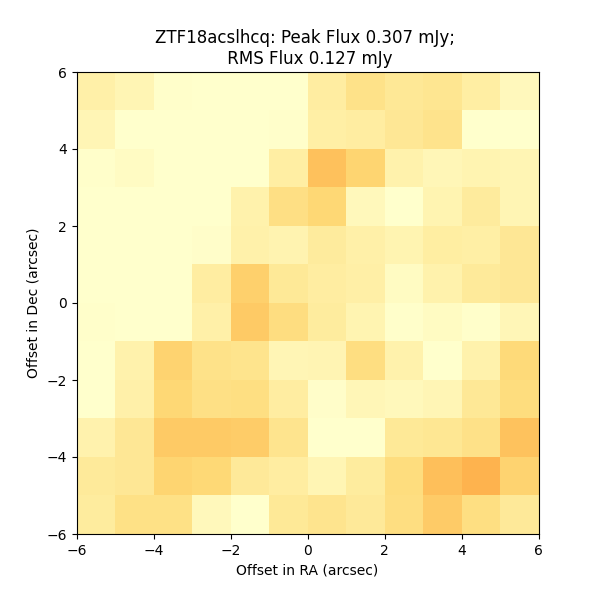 ZTF18acslhcq: Peak Flux 0.307 mJy;
RMS Flux 0.127 mJy
6
4
2
0
−2
−4
−6
Offset in Dec (arcsec)
−6 −4 −2 0 2 4 6
Offset in RA (arcsec)